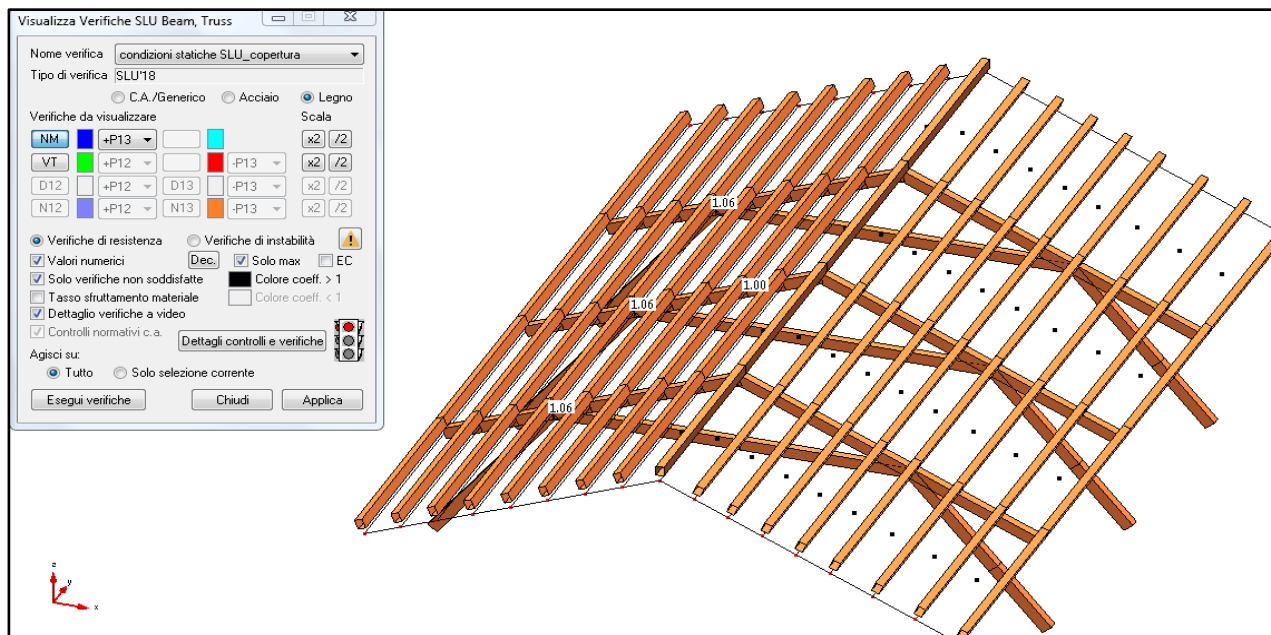 Visualizza Verifiche SLU Beam, Truss
Nome verifica condizioni statiche SLU_copertura
Tipo di verifica SLU'18
C.A./Generico Acciaio Legno
Verifiche da visualizzare Scala
NM +P13 x2 /2
VT +P12 -P13 x2 /2
D12 +P12 D13 -P13 x2 /2
N12 +P12 N13 -P13 x2 /2
Verifiche di resistenza Verifiche di instabilità
Valori numerici Dec. Solo max EC
Solo verifiche non soddisfatte Colore coeff. > 1
Tasso sfruttamento materiale Colore coeff. < 1
Dettaglio verifiche a video
Controlli normativi c.a. Dettagli controlli e verifiche
Agisci su:
Tutto Solo selezione corrente
Esegui verifiche Chiudi Applica
1.06
1.00
1.06
1.06
z
y
x